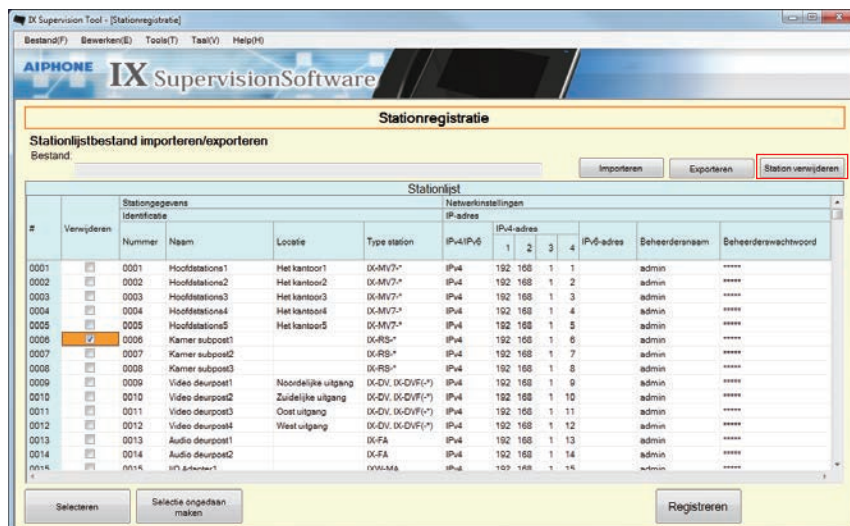 IX Supervision Tool - [Stationregistratie]
Bestand(F) Bewerken(E) Tools(T) Taal(V) Help(H)
AIPHONE IX SupervisionSoftware
Stationregistratie
Stationlijstbestand importeren/exporteren
Bestand:
Importeren Exporteren Station verwijderen
Stationlijst
Stationgegevens Netwerkinstellingen
Identificatie IP-adres
# Verwijderen Nummer Naam Locatie Type station IPv4IPv6 IPv4-adres IPv6-adres Beheerdersnaam Beheerderswachtwoord
1 2 3 4
0001 0001 Hoofdstations1 Het kantoor1 IX-MV7-* IPv4 192 168 1 1 admin *****
0002 0002 Hoofdstations2 Het kantoor2 IX-MV7-* IPv4 192 168 1 2 admin *****
0003 0003 Hoofdstations3 Het kantoor3 IX-MV7-* IPv4 192 168 1 3 admin *****
0004 0004 Hoofdstations4 Het kantoor4 IX-MV7-* IPv4 192 168 1 4 admin *****
0005 0005 Hoofdstations5 Het kantoor5 IX-MV7-* IPv4 192 168 1 5 admin *****
0006 0006 Kamer subpost1 IX-RS-* IPv4 192 168 1 6 admin *****
0007 0007 Kamer subpost2 IX-RS-* IPv4 192 168 1 7 admin *****
0008 0008 Kamer subpost3 IX-RS-* IPv4 192 168 1 8 admin *****
0009 0009 Video deurpost1 Noordelijke uitgang IX-DV, IX-DVF(-*) IPv4 192 168 1 9 admin *****
0010 0010 Video deurpost2 Zuidelijke uitgang IX-DV, IX-DVF(-*) IPv4 192 168 1 10 admin *****
0011 0011 Video deurpost3 Oost uitgang IX-DV, IX-DVF(-*) IPv4 192 168 1 11 admin *****
0012 0012 Video deurpost4 West uitgang IX-DV, IX-DVF(-*) IPv4 192 168 1 12 admin *****
0013 0013 Audio deurpost1 IX-FA IPv4 192 168 1 13 admin *****
0014 0014 Audio deurpost2 IX-FA IPv4 192 168 1 14 admin *****
0015 0015 I/O Adapter1 IXW-MA IPv4 192 168 1 15 admin *****
Selecteren Selectie ongedaan maken Registreren